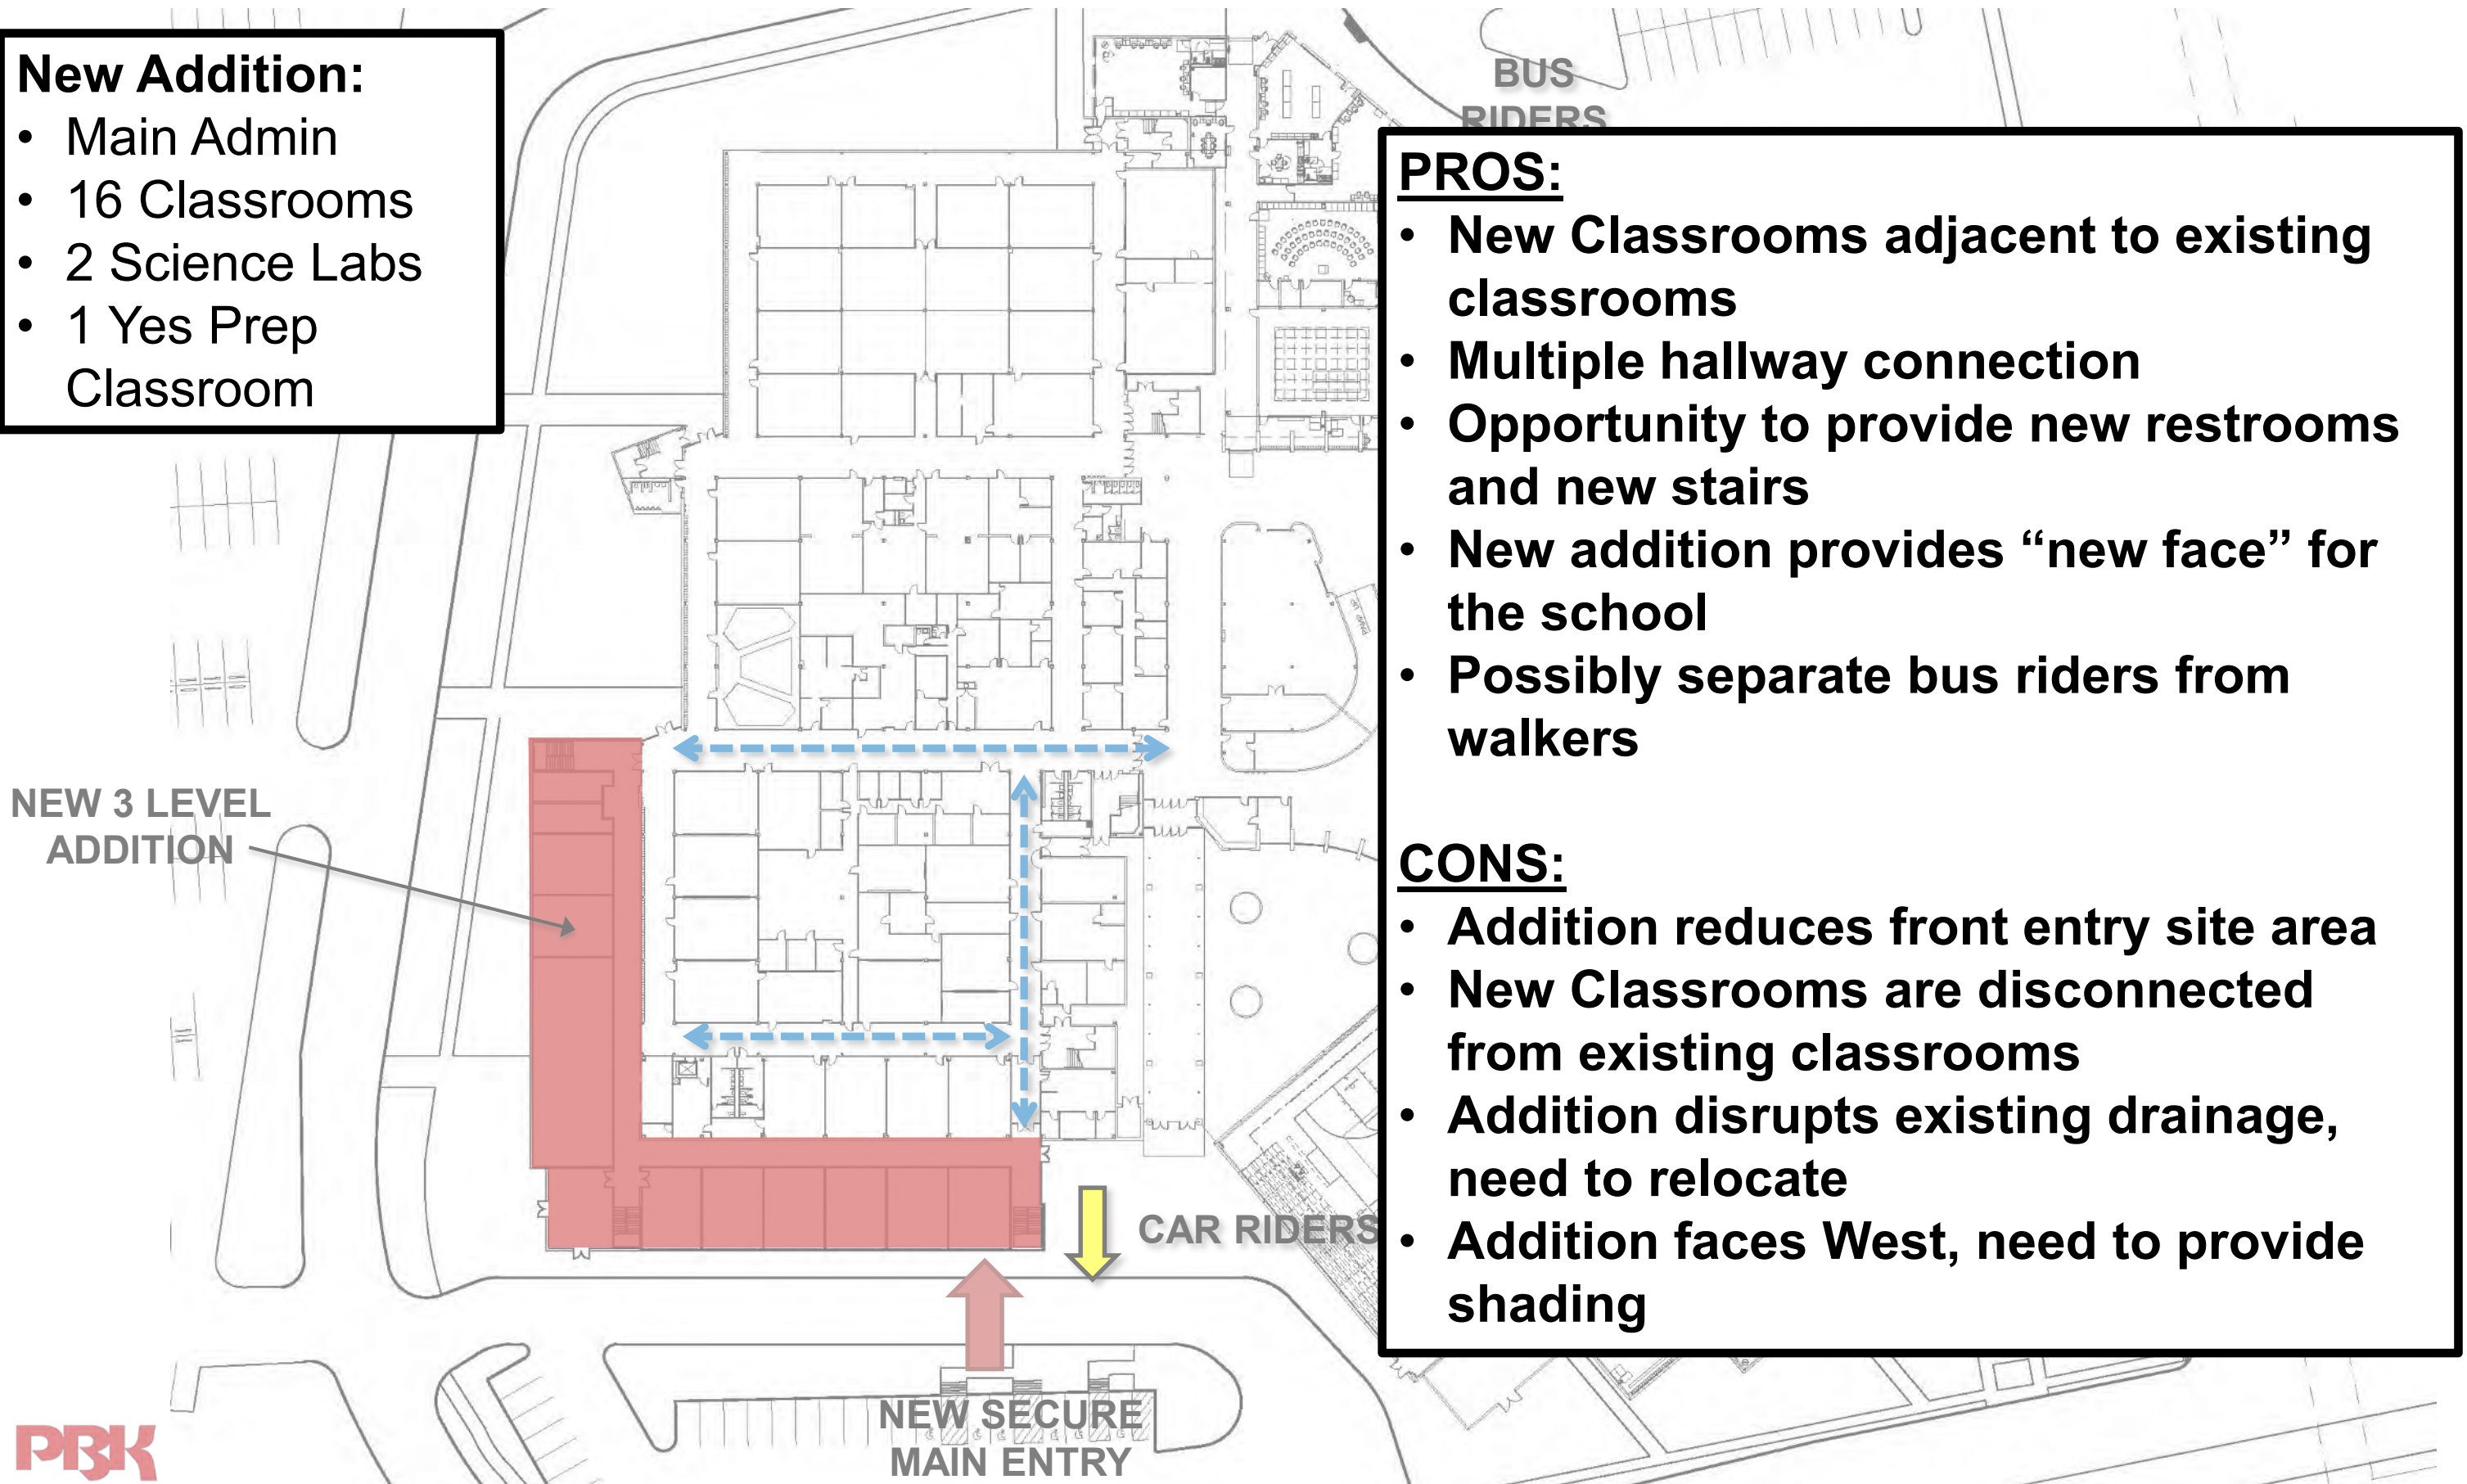 New Addition:
• Main Admin
• 16 Classrooms
• 2 Science Labs
• 1 Yes Prep
Classroom
BUS
RIDERS
PROS:
• New Classrooms adjacent to existing
classrooms
• Multiple hallway connection
• Opportunity to provide new restrooms
and new stairs
• New addition provides “new face” for
the school
• Possibly separate bus riders from
walkers
CONS:
• Addition reduces front entry site area
• New Classrooms are disconnected
from existing classrooms
• Addition disrupts existing drainage,
need to relocate
• Addition faces West, need to provide
shading
NEW 3 LEVEL
ADDITION
CAR RIDERS
NEW SECURE
MAIN ENTRY
PBK